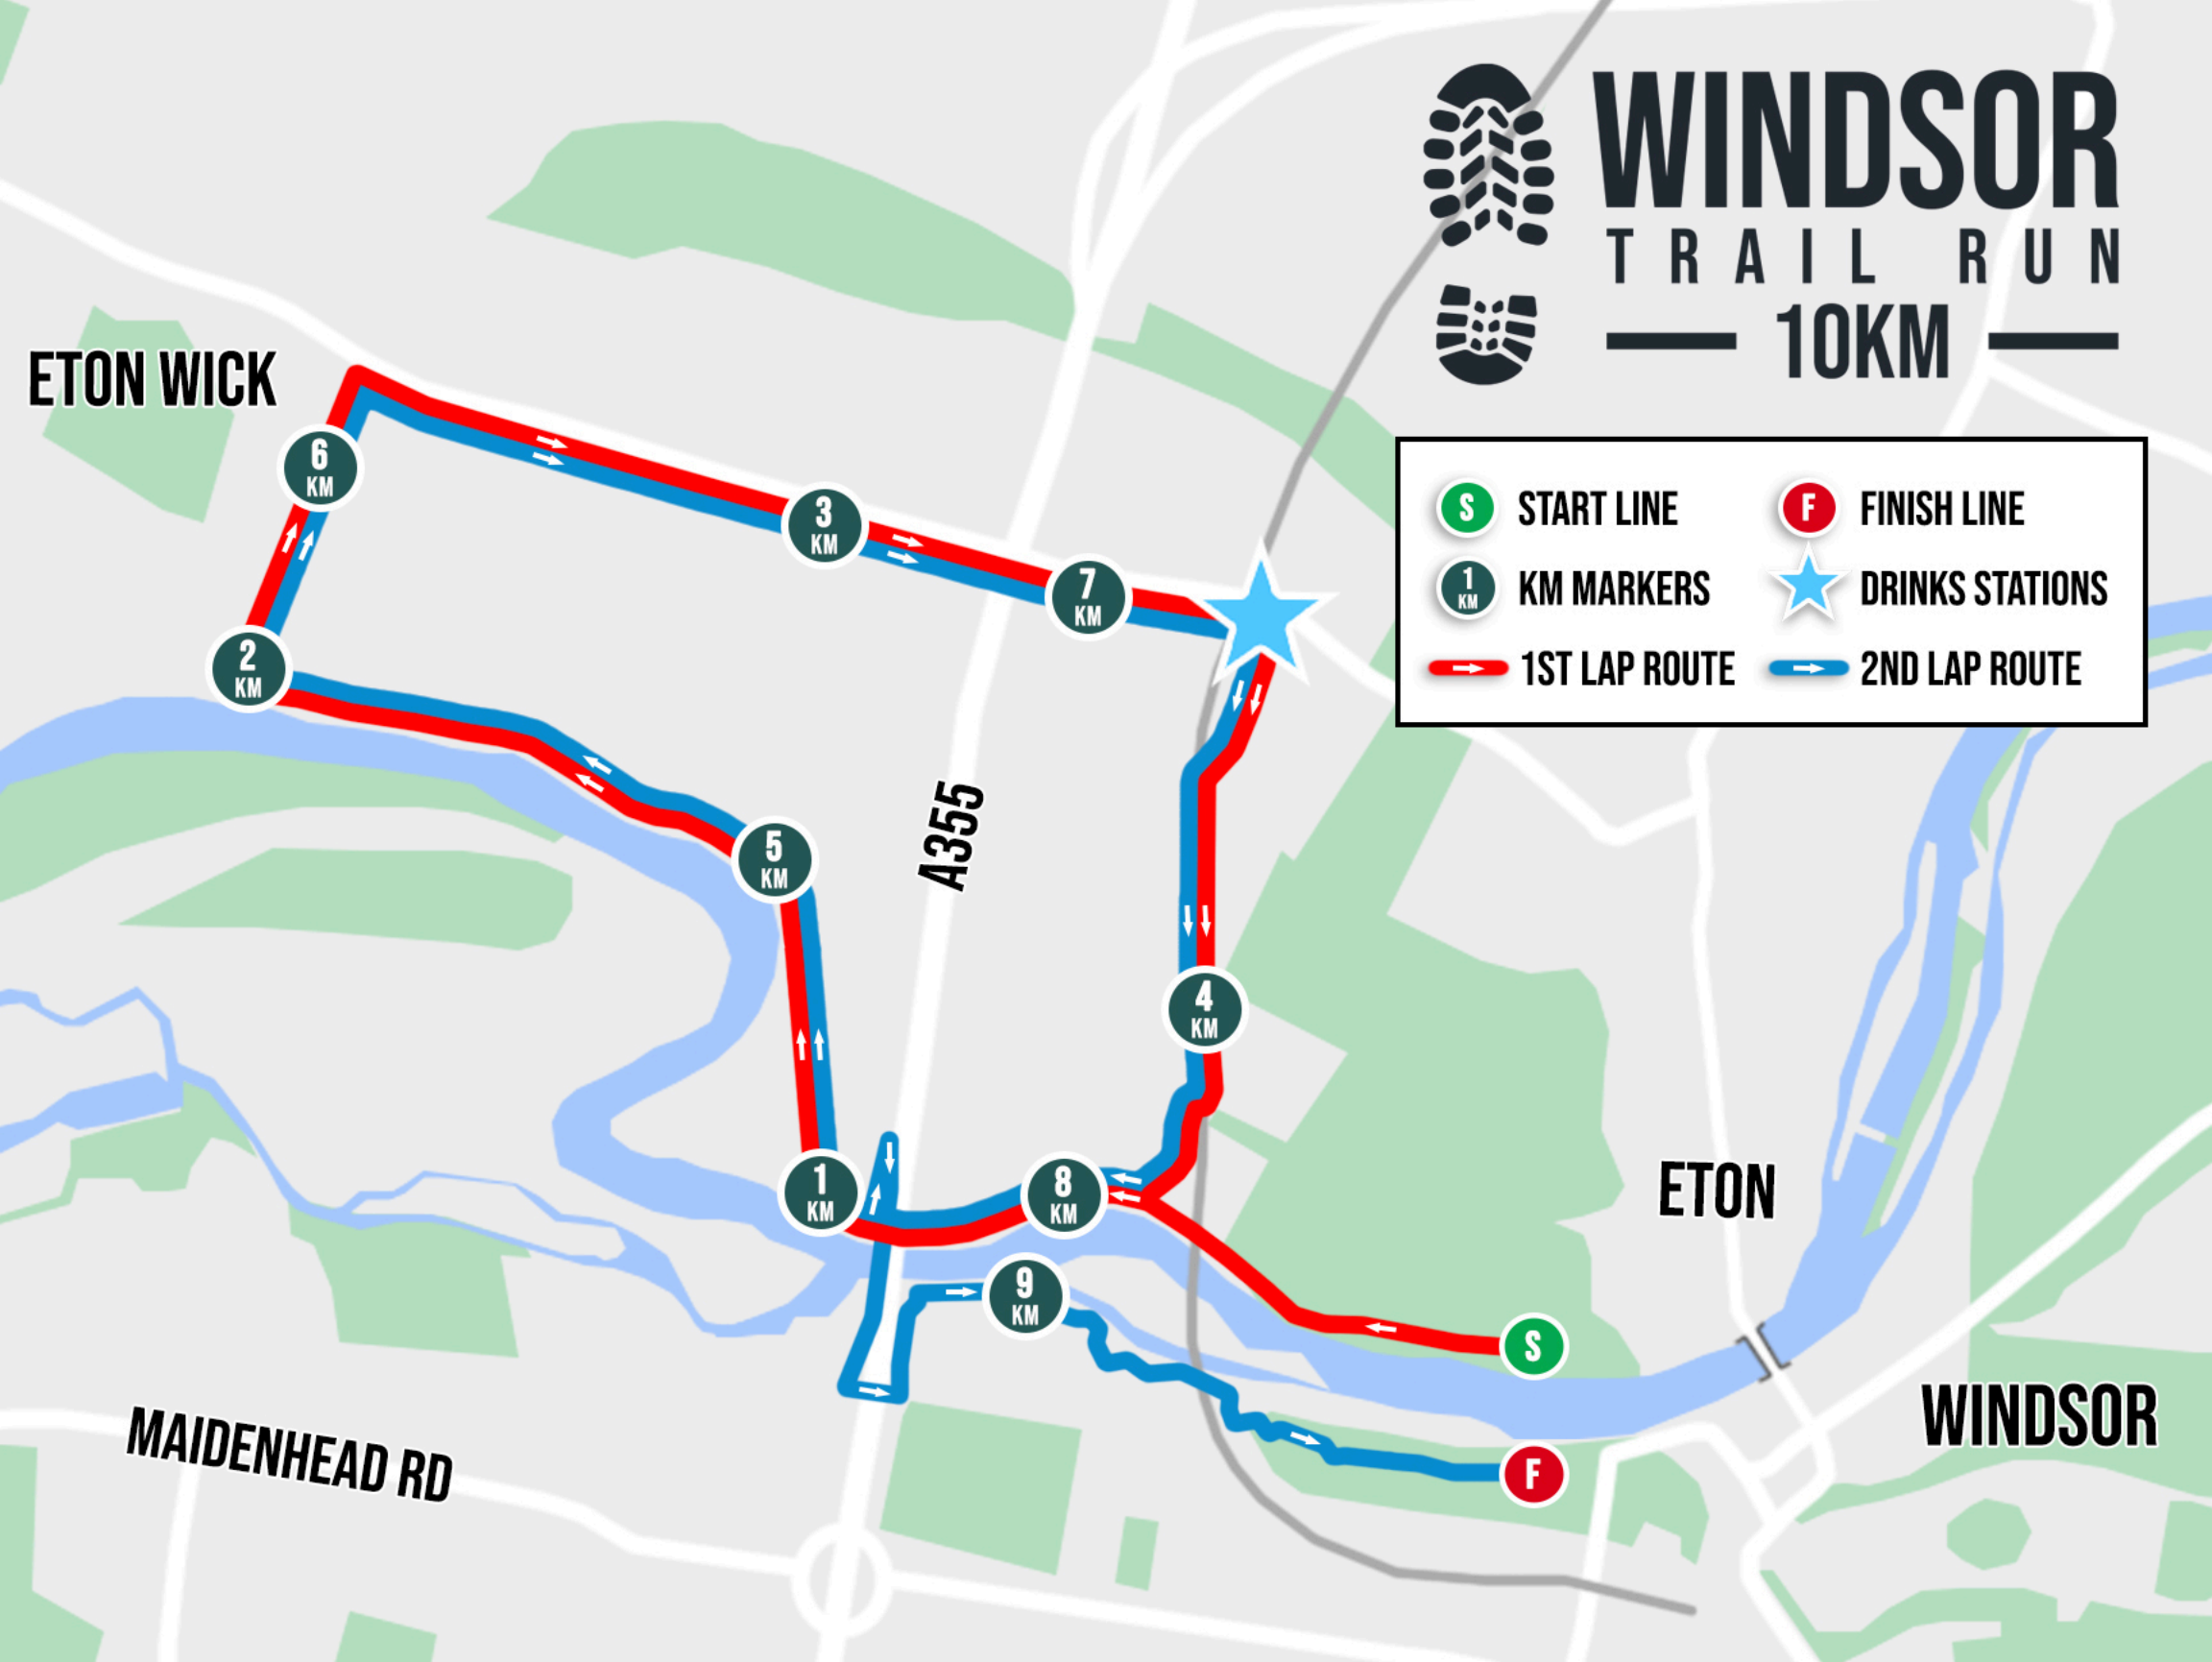 WINDSOR
TRAIL RUN
10KM
ETON WICK
S START LINE
F FINISH LINE
1 KM KM MARKERS
DRINKS STATIONS
1ST LAP ROUTE
2ND LAP ROUTE
6
KM
3
KM
7
KM
2
KM
A355
5
KM
4
KM
1
KM
8
KM
ETON
9
KM
S
WINDSOR
MAIDENHEAD RD
F